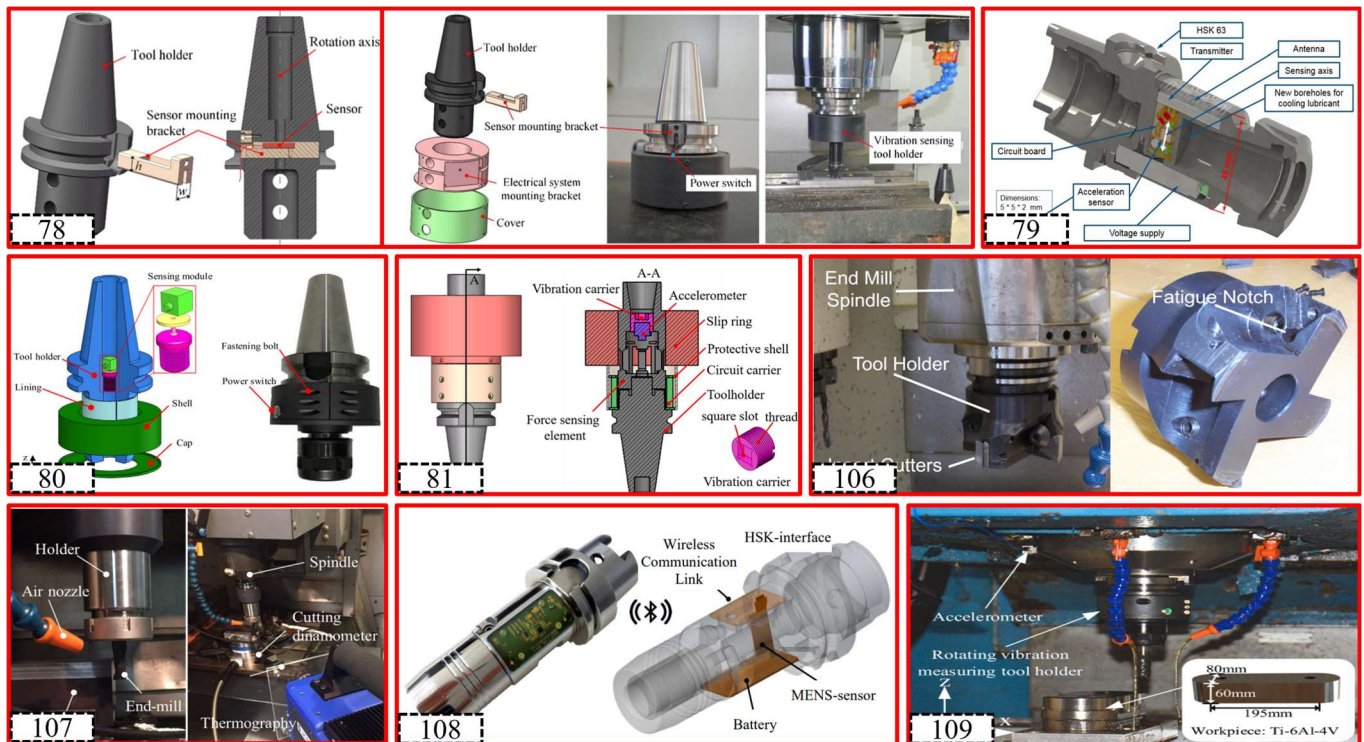 Tool holder
Rotation axis
Sensor mounting
bracket
Sensor
h
w
78
Tool holder
Sensor mounting bracket
Power switch
Electrical system
mounting bracket
Cover
Vibration sensing
tool holder
HSK 63
Transmitter
Antenna
Sensing axis
New boreholes for
cooling lubricant
Circuit board
Acceleration
sensor
Dimensions:
5 * 5 * 2 mm
Voltage supply
79
Sensing module
Tool holder
Lining
Shell
Cap
Z
Fastening bolt
Power switch
80
A
A-A
Vibration carrier
Accelerometer
Slip ring
Protective shell
Circuit carrier
Toolholder
square slot
thread
Force sensing
element
Vibration carrier
81
End Mill
Spindle
Tool Holder
Cutters
Fatigue Notch
106
Holder
Air nozzle
End-mill
Spindle
Cutting
dinamometer
Thermography
107
Wireless
Communication
Link
HSK-interface
MENS-sensor
Battery
108
Accelerometer
Rotating vibration
measuring tool holder
Z
X
80mm
60mm
195mm
Workpiece: Ti-6Al-4V
109